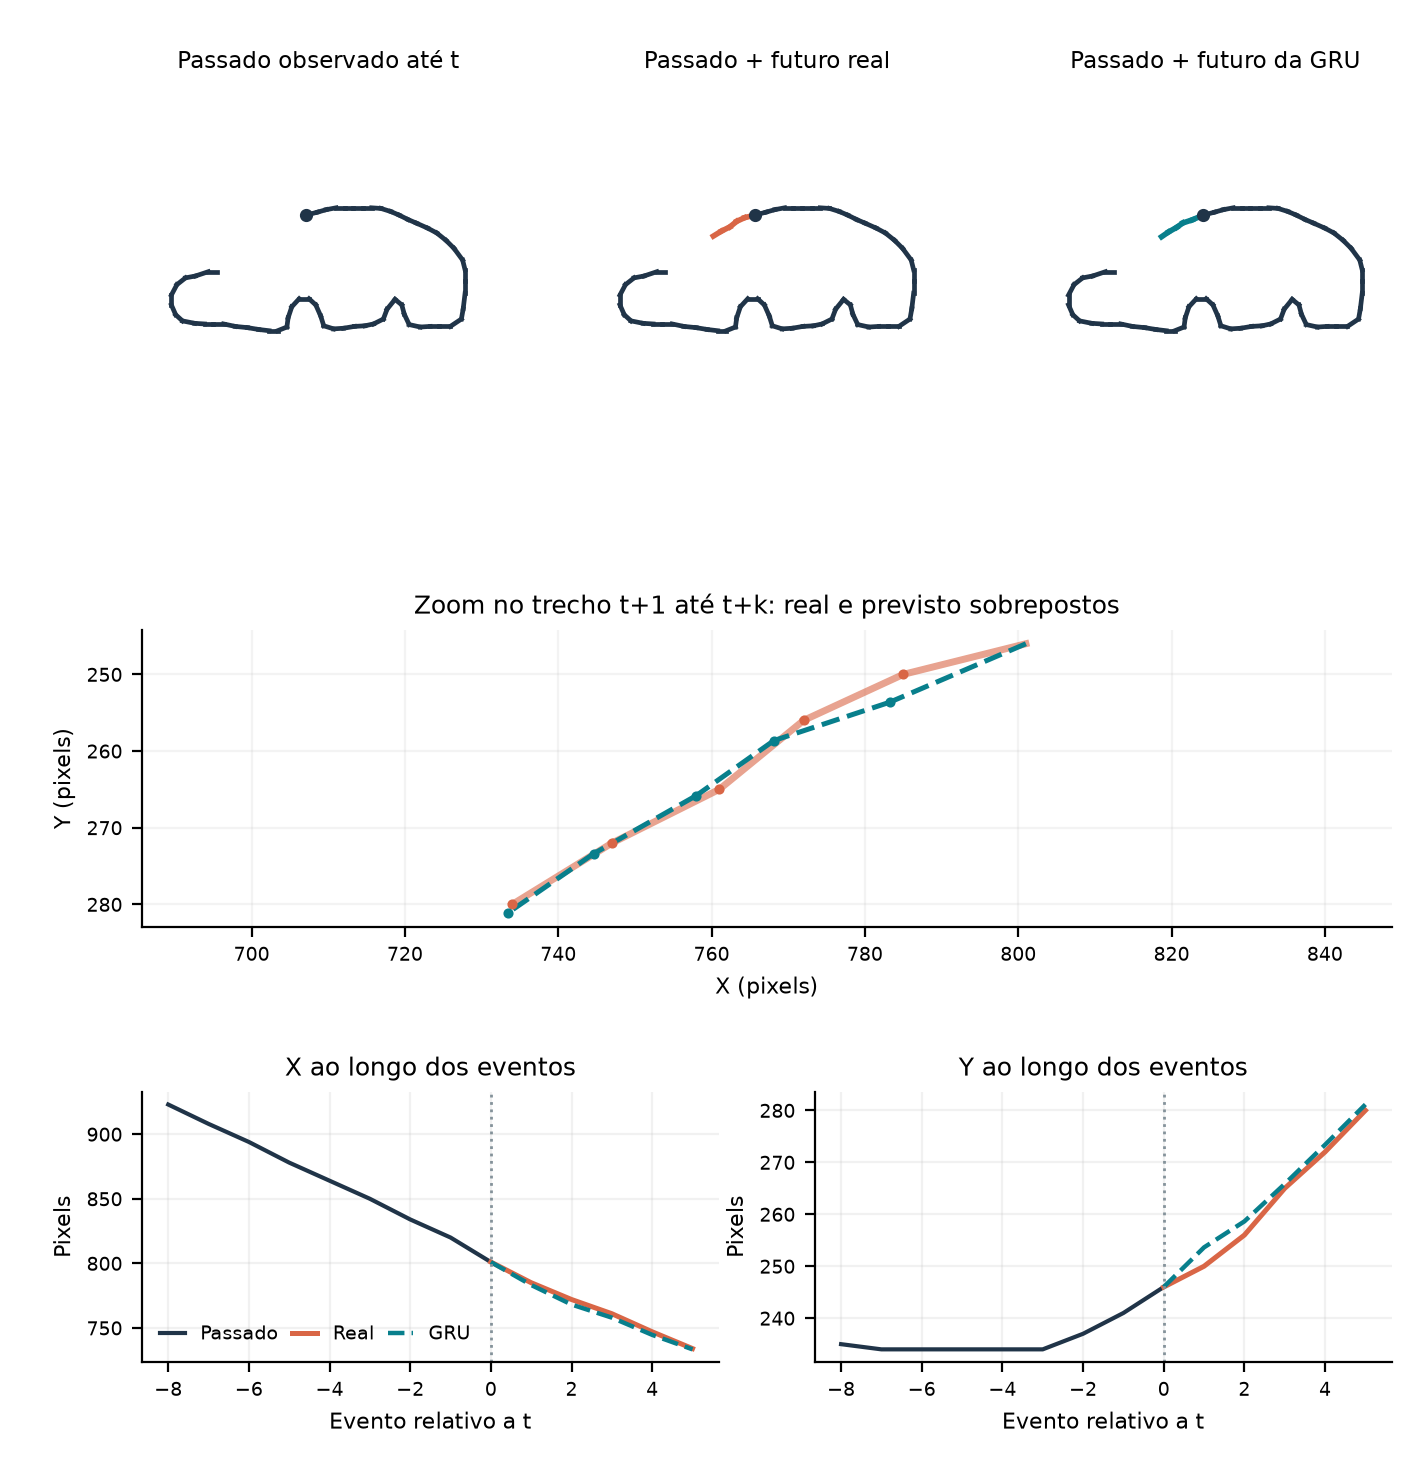 Passado observado até t
Passado + futuro real
Passado + futuro da GRU
Zoom no trecho t+1 até t+k: real e previsto sobrepostos
Y (pixels)
250
260
270
280
700
720
740
760
780
800
820
840
X (pixels)
X ao longo dos eventos
Pixels
900
850
800
750
Passado
Real
GRU
−8
−6
−4
−2
0
2
4
Evento relativo a t
Y ao longo dos eventos
Pixels
280
270
260
250
240
−8
−6
−4
−2
0
2
4
Evento relativo a t